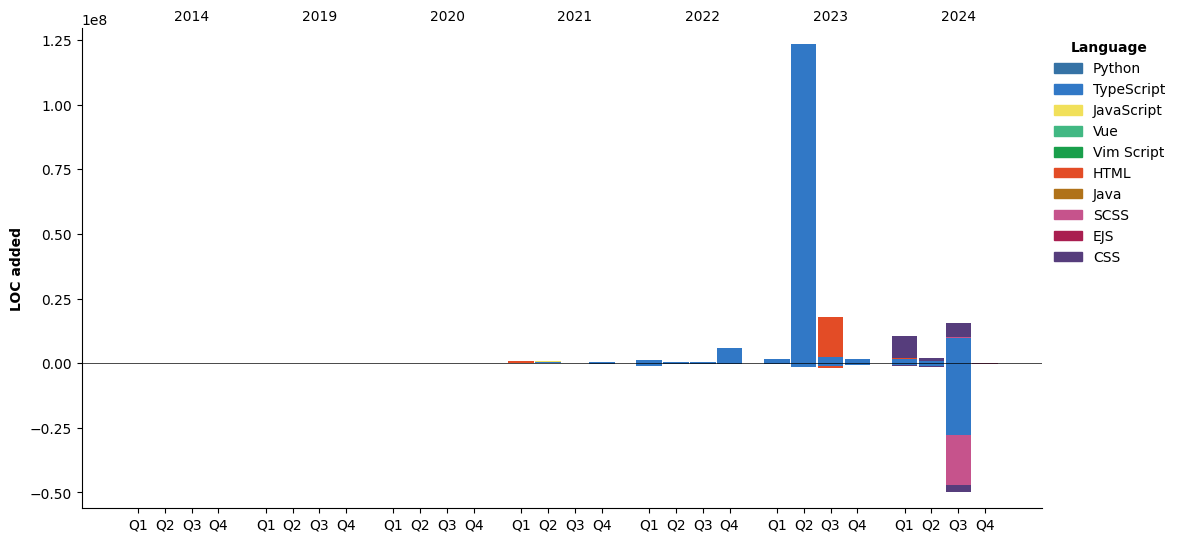 1e8
2014 2019 2020 2021 2022 2023 2024
LOC added
1.25
1.00
0.75
0.50
0.25
0.00
−0.25
−0.50
Q1 Q2 Q3 Q4 Q1 Q2 Q3 Q4 Q1 Q2 Q3 Q4 Q1 Q2 Q3 Q4 Q1 Q2 Q3 Q4 Q1 Q2 Q3 Q4 Q1 Q2 Q3 Q4
Language
Python
TypeScript
JavaScript
Vue
Vim Script
HTML
Java
SCSS
EJS
CSS